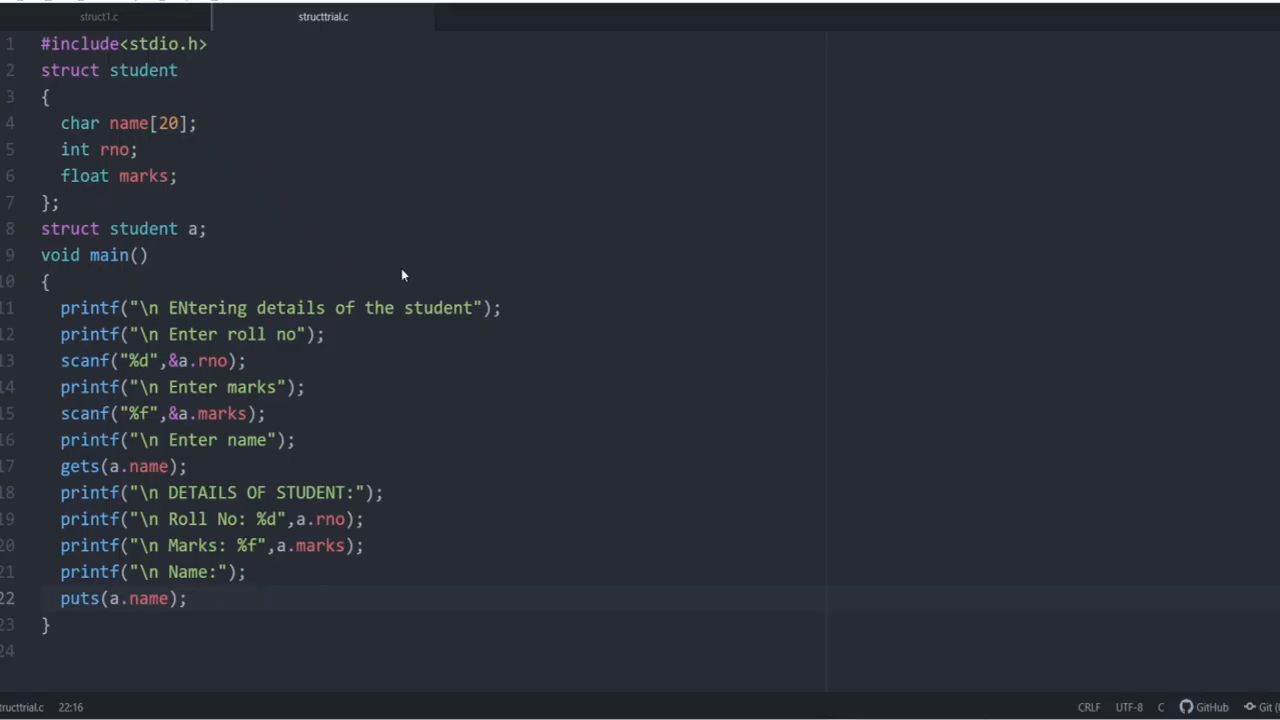 struct1.c
structtrial.c
1 #include<stdio.h>
2 struct student
3 {
4 char name[20];
5 int rno;
6 float marks;
7 };
8 struct student a;
9 void main()
10 {
11 printf("\n ENtering details of the student");
12 printf("\n Enter roll no");
13 scanf("%d",&a.rno);
14 printf("\n Enter marks");
15 scanf("%f",&a.marks);
16 printf("\n Enter name");
17 gets(a.name);
18 printf("\n DETAILS OF STUDENT:");
19 printf("\n Roll No: %d",a.rno);
20 printf("\n Marks: %f",a.marks);
21 printf("\n Name:");
22 puts(a.name);
23 }
24
tructtrial.c 22:16 CRLF UTF-8 C GitHub Git (